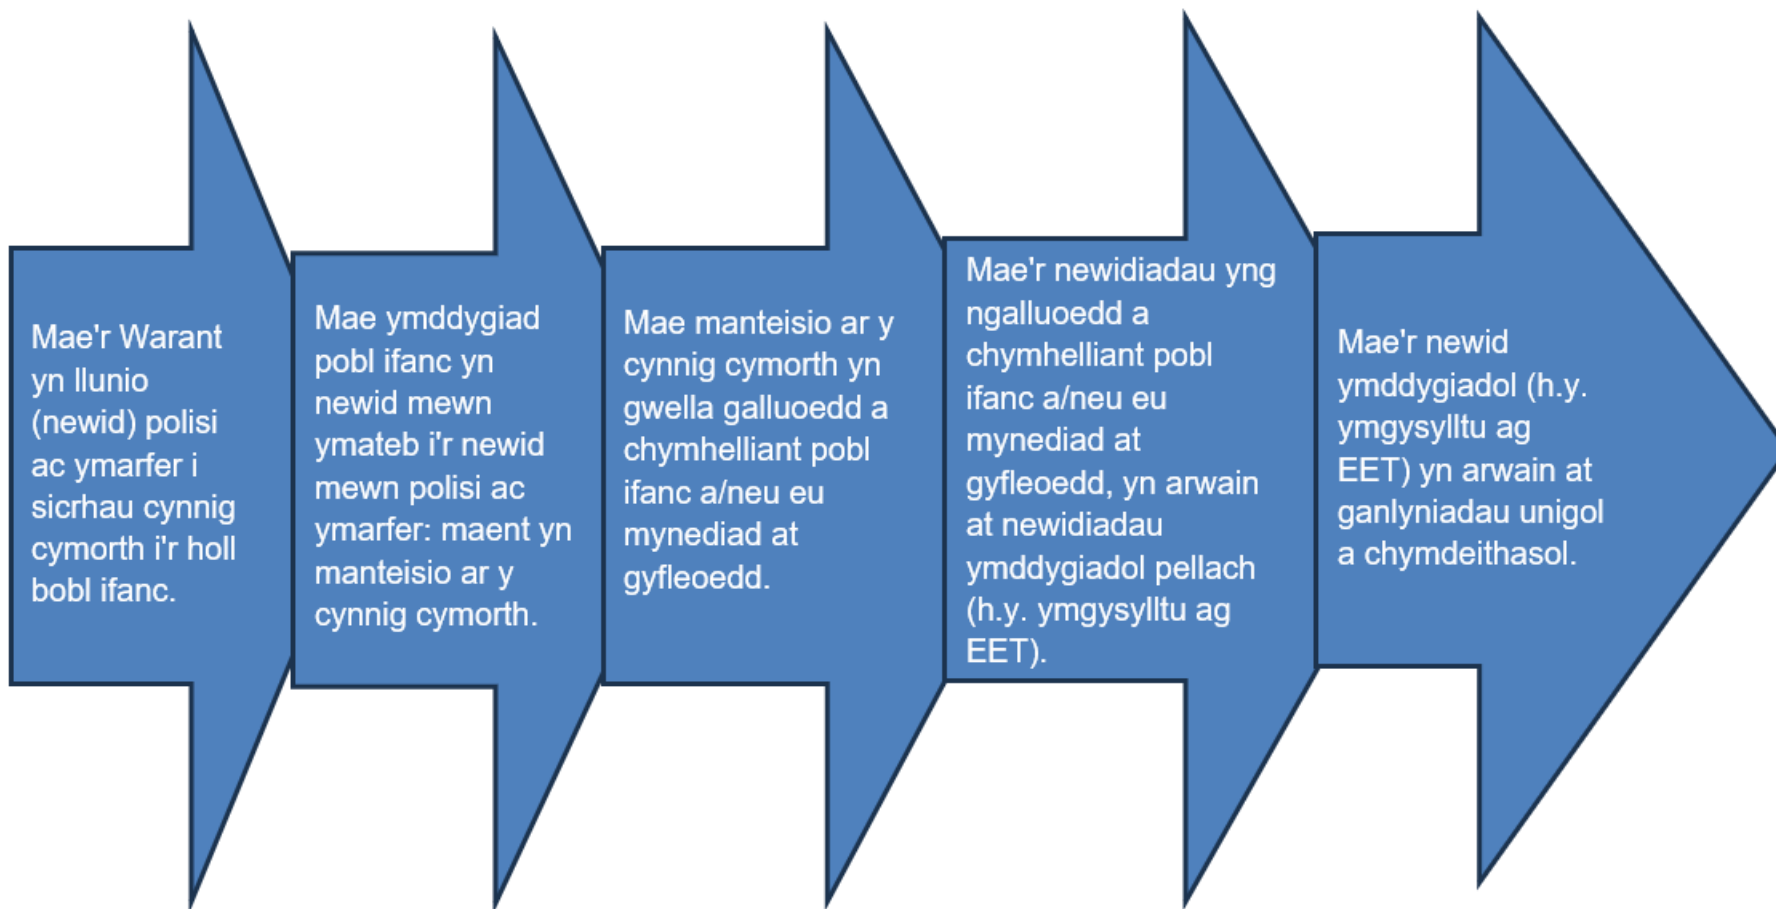 Mae'r Warant
yn llunio
(newid) polisi
ac ymarfer i
sicrhau cynnig
cymorth i'r holl
bobl ifanc.
Mae ymddygiad
pobl ifanc yn
newid mewn
ymateb i'r newid
mewn polisi ac
ymarfer: maent yn
manteisio ar y
cynnig cymorth.
Mae manteisio ar y
cynnig cymorth yn
gwella galluoedd a
chymhelliant pobl
ifanc a/neu eu
mynediad at
gyfleoedd.
Mae'r newidiadau yng
ngalluoedd a
chymhelliant pobl
ifanc a/neu eu
mynediad at
gyfleoedd, yn arwain
at newidiadau
ymddygiadol pellach
(h.y. ymgysylltu ag
EET).
Mae'r newid
ymddygiadol (h.y.
ymgysylltu ag
EET) yn arwain at
ganlyniadau unigol
a chymdeithasol.